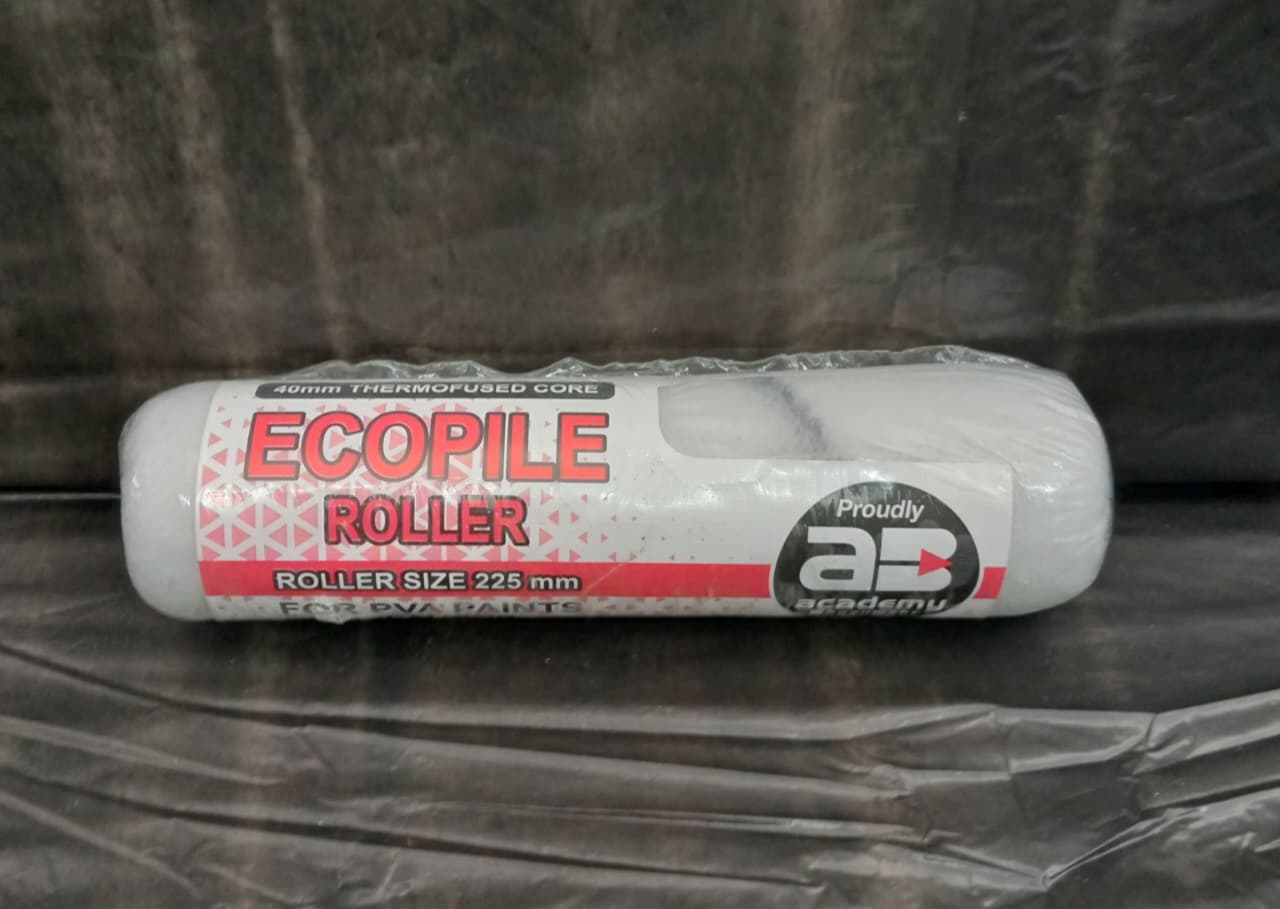 40mm THERMOFUSED CORE
ECOPILE
ROLLER
ROLLER SIZE 225 mm
FOR PVA PAINTS
Proudly
aB
academy